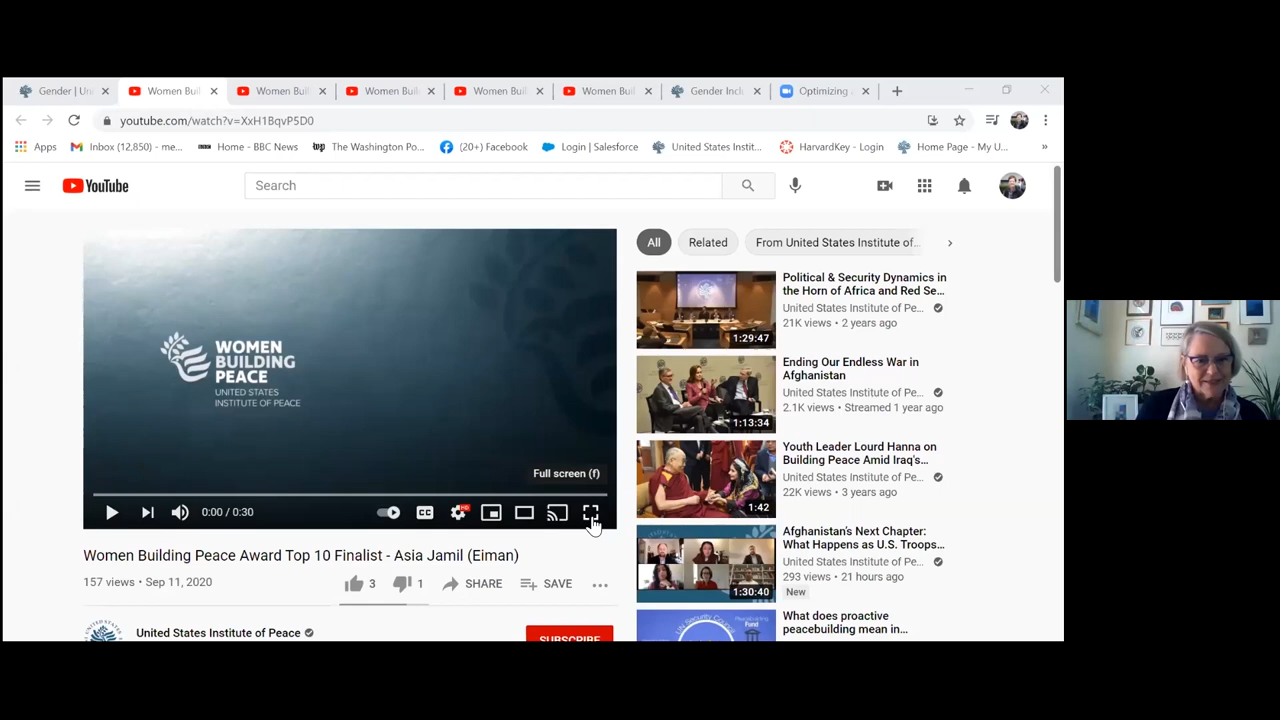 Gender | Un
Women Buil
Women Buil
Women Buil
Women Buil
Women Buil
Gender Incl
Optimizing
youtube.com/watch?v=XxH1BqvP5D0
Apps
Inbox (12,850) - me...
BBC
Home - BBC News
wp
The Washington Po...
(20+) Facebook
Login | Salesforce
United States Instit...
HarvardKey - Login
Home Page - My U...
»
YouTube
Search
All
Related
From United States Institute of...
WOMEN
BUILDING
PEACE
UNITED STATES
INSTITUTE OF PEACE
Full screen (f)
0:00 / 0:30
CC
HD
Women Building Peace Award Top 10 Finalist - Asia Jamil (Eiman)
157 views • Sep 11, 2020
3
1
SHARE
SAVE
United States Institute of Peace
SUBSCRIBE
1:29:47
Political & Security Dynamics in
the Horn of Africa and Red Se...
United States Institute of Pe...
21K views • 2 years ago
1:13:34
Ending Our Endless War in
Afghanistan
United States Institute of Pe...
2.1K views • Streamed 1 year ago
1:42
Youth Leader Lourd Hanna on
Building Peace Amid Iraq's...
United States Institute of Pe...
22K views • 3 years ago
1:30:40
Afghanistan's Next Chapter:
What Happens as U.S. Troops...
United States Institute of Pe...
293 views • 21 hours ago
New
What does proactive
peacebuilding mean in...